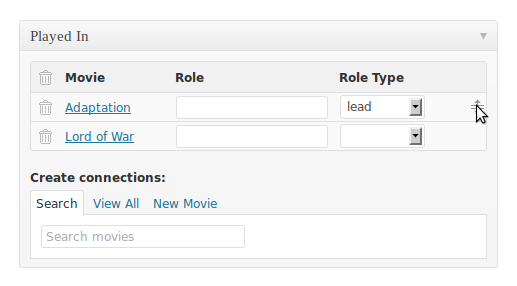 Played In
Movie Role Role Type
Adaptation lead
Lord of War
Create connections:
Search View All New Movie
Search movies